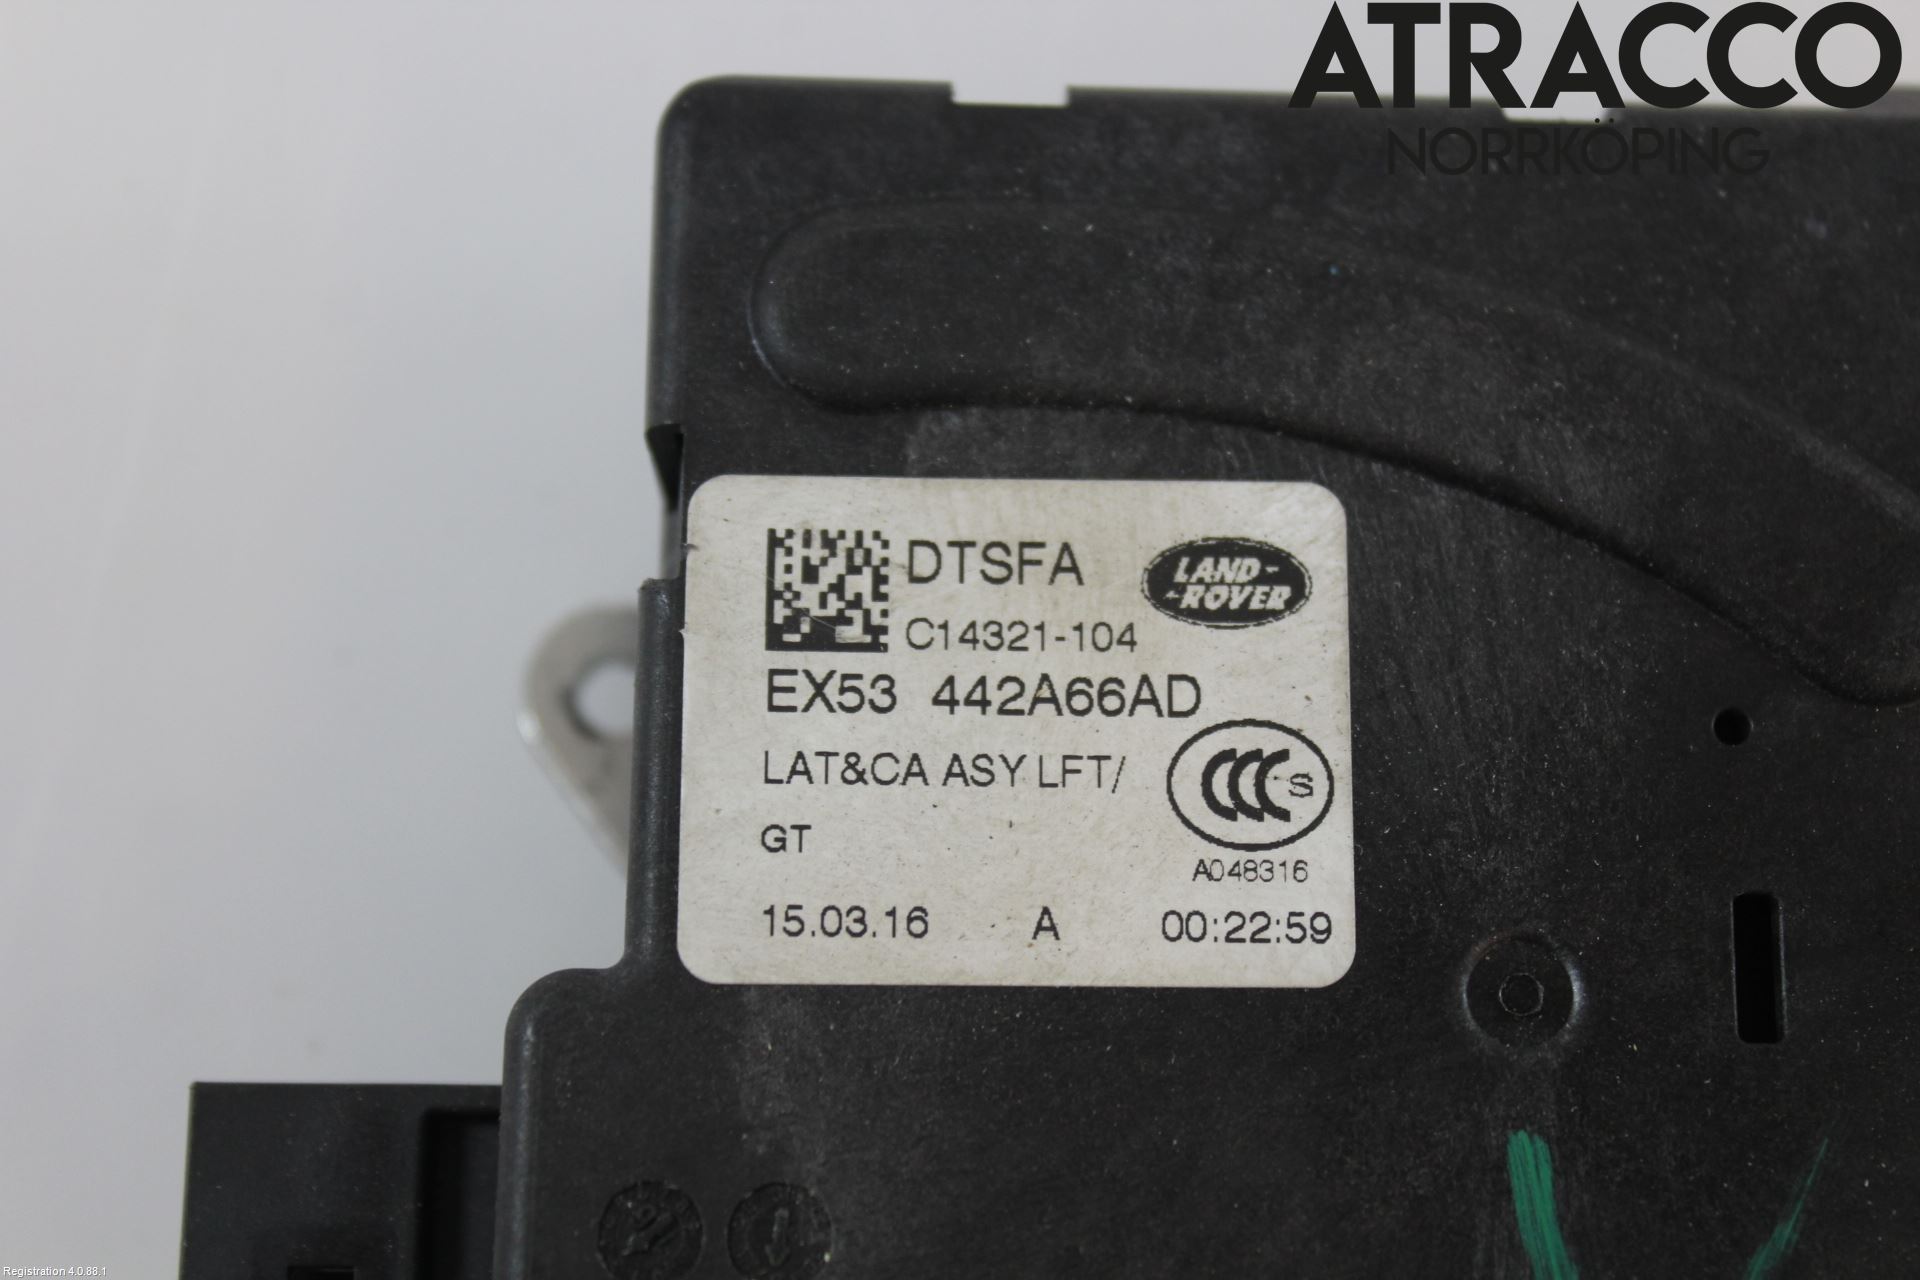 ATRACCO
NORRKÖPING
DTSFA
LAND-
-ROVER
C14321-104
EX53 442A66AD
LAT&CA ASY LFT/
GT
CCC S
A048316
15.03.16 A 00:22:59
Registration 4.0.88.1